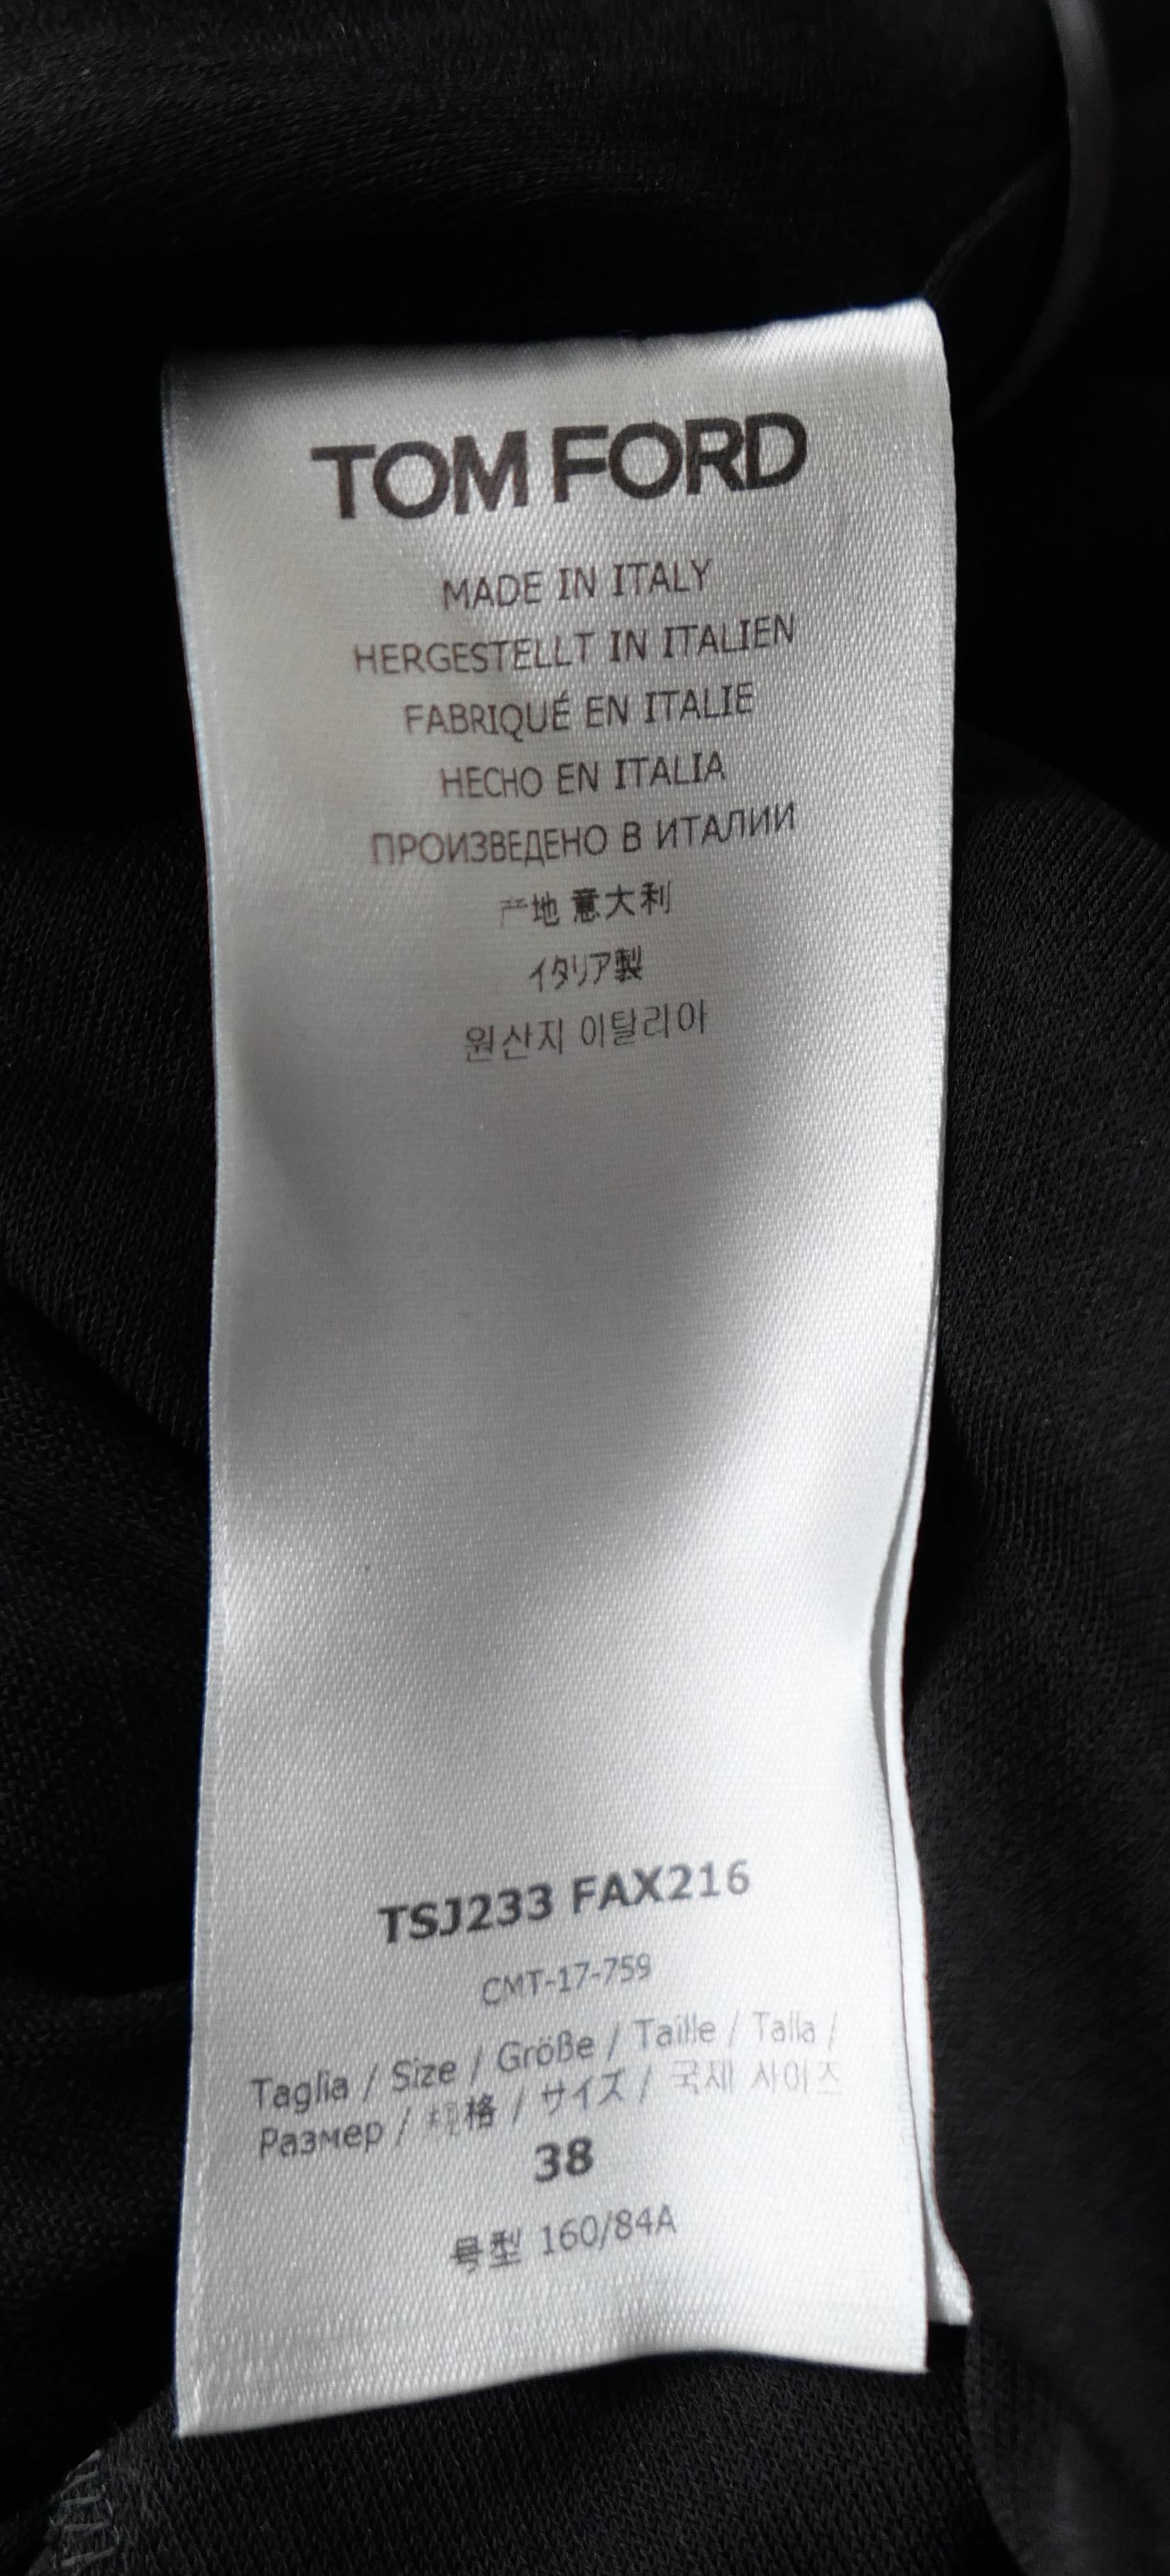 TOM FORD
MADE IN ITALY
HERGESTELLT IN ITALIEN
FABRIQUÉ EN ITALIE
HECHO EN ITALIA
ПРОИЗВЕДЕНО В ИТАЛИИ
产地 意大利
イタリア製
원산지 이탈리아
TSJ233 FAX216
CMT-17-759
Taglia / Size / Größe / Taille / Talla /
Размер / 规格 / サイズ / 국제 사이즈
38
号型 160/84A